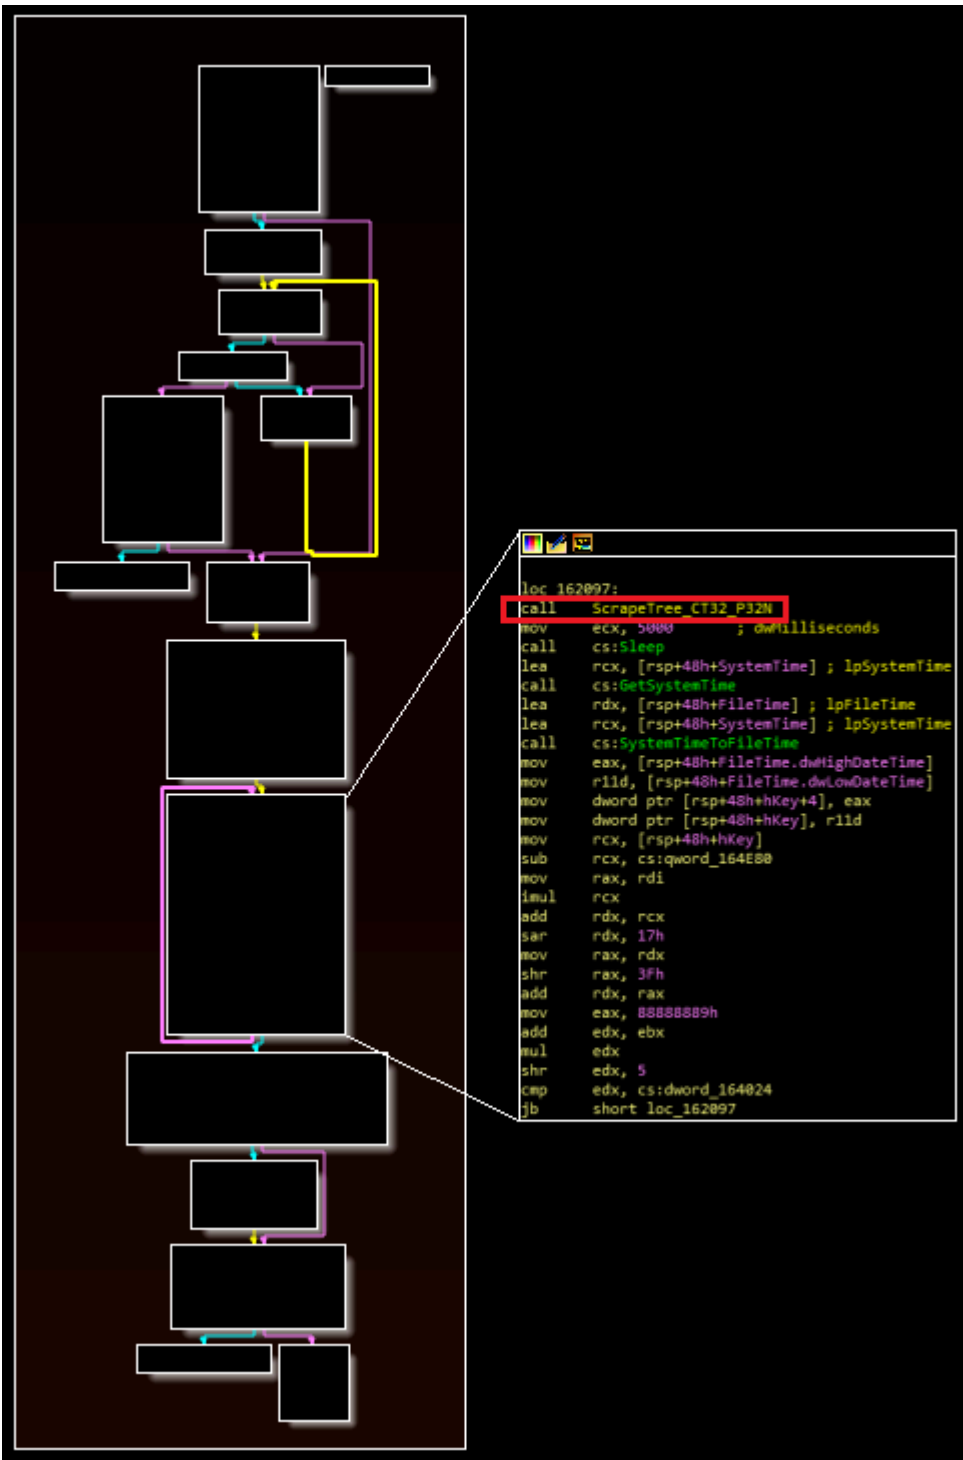 loc_162097:
call ScrapeTree_CT32_P32N
mov ecx, 5000 ; dwMilliseconds
call cs:Sleep
lea rcx, [rsp+48h+SystemTime] ; lpSystemTime
call cs:GetSystemTime
lea rdx, [rsp+48h+FileTime] ; lpFileTime
lea rcx, [rsp+48h+SystemTime] ; lpSystemTime
call cs:SystemTimeToFileTime
mov eax, [rsp+48h+FileTime.dwHighDateTime]
mov r11d, [rsp+48h+FileTime.dwLowDateTime]
mov dword ptr [rsp+48h+hKey+4], eax
mov dword ptr [rsp+48h+hKey], r11d
mov rcx, [rsp+48h+hKey]
sub rcx, cs:qword_164E80
mov rax, rdi
imul rcx
add rdx, rcx
sar rdx, 17h
mov rax, rdx
shr rax, 3Fh
add rdx, rax
mov eax, 88888889h
add edx, ebx
mul edx
shr edx, 5
cmp edx, cs:dword_164024
jb short loc_162097